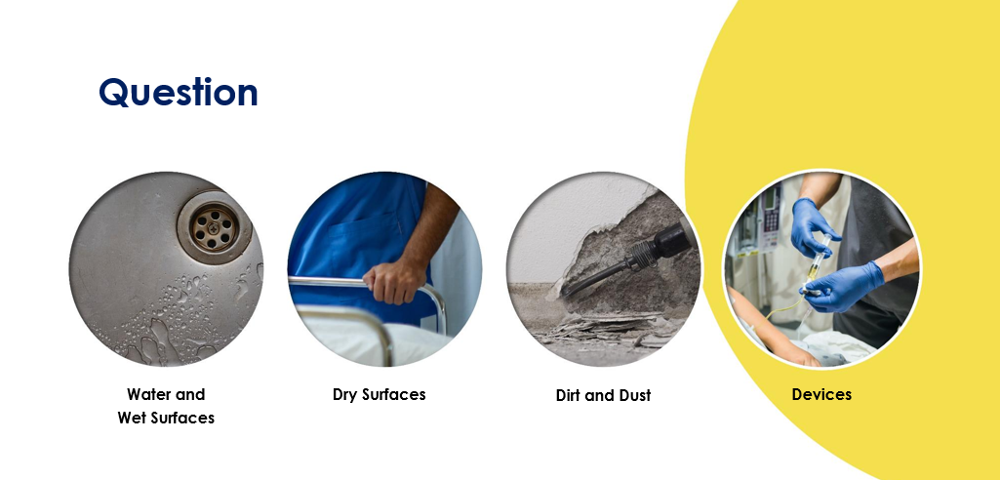 Question
Water and
Wet Surfaces
Dry Surfaces
Dirt and Dust
Devices